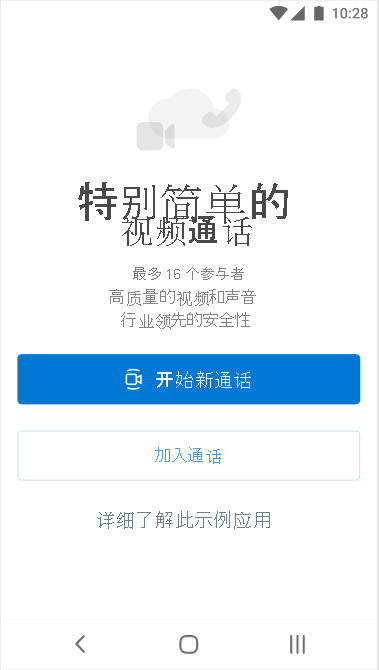 10:28
特别简单的
视频通话
最多 16 个参与者
高质量的视频和声音
行业领先的安全性
开始新通话
加入通话
详细了解此示例应用